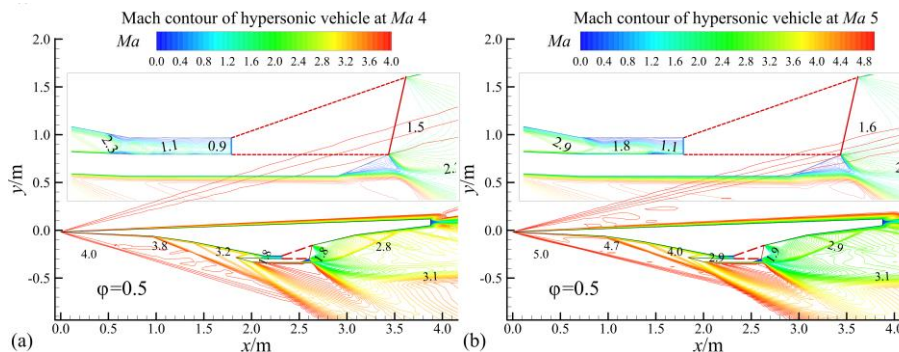 Mach contour of hypersonic vehicle at Ma 4
Ma
0.0 0.4 0.8 1.2 1.6 2.0 2.4 2.8 3.2 3.6 4.0
2.0
1.5
1.0
0.5
0.0
-0.5
y/m
2.3 1.1 0.9
1.5
2.
4.0 3.8 3.2 1.8 1.8 2.8
3.1
φ=0.5
(a)
0.0 0.5 1.0 1.5 2.0 2.5 3.0 3.5 4.0
x/m
Mach contour of hypersonic vehicle at Ma 5
Ma
0.0 0.8 1.6 2.4 3.2 4.0 4.8
2.0
1.5
1.0
0.5
0.0
-0.5
y/m
2.9 1.8 1.1
1.6
2
5.0 4.7 4.0 2.9 1.9 2.9
3.1
φ=0.5
(b)
0.0 0.5 1.0 1.5 2.0 2.5 3.0 3.5 4.0
x/m